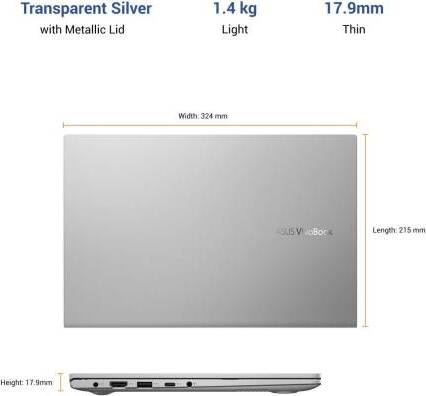 Transparent Silver
with Metallic Lid
1.4 kg
Light
17.9mm
Thin
Width: 324 mm
ASUS VivoBook
Length: 215 mm
Height: 17.9mm